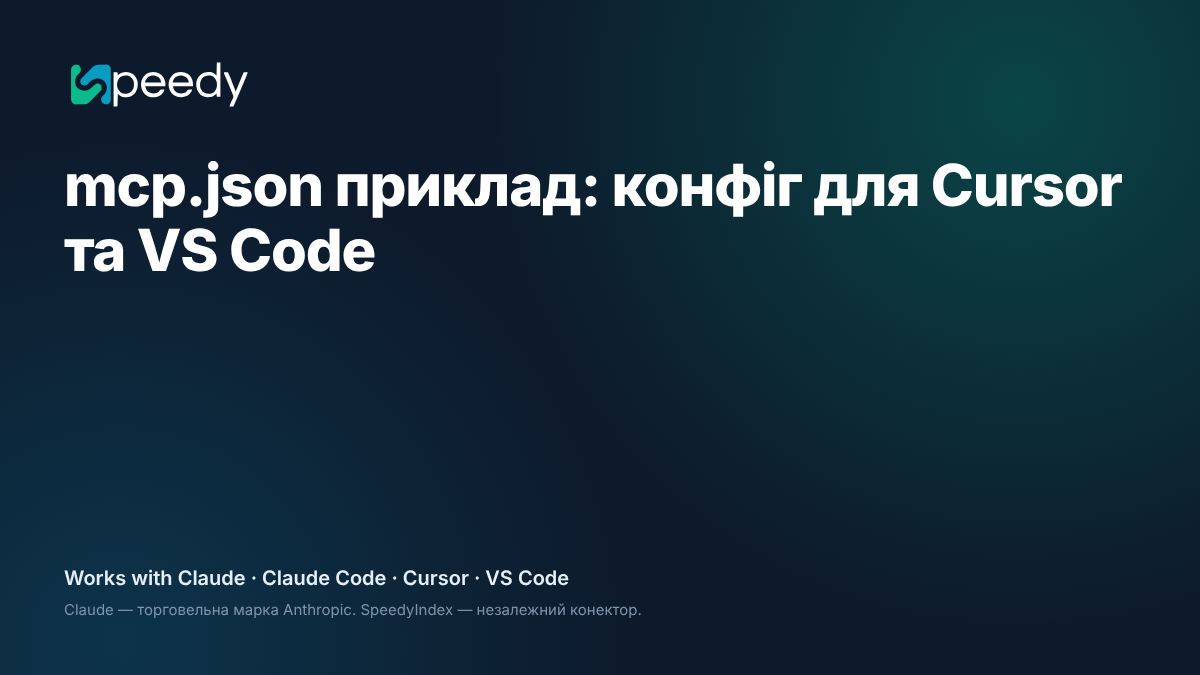 Speedy
mcp.json приклад: конфіг для Cursor
та VS Code
Works with Claude · Claude Code · Cursor · VS Code
Claude — торговельна марка Anthropic. SpeedyIndex — незалежний конектор.